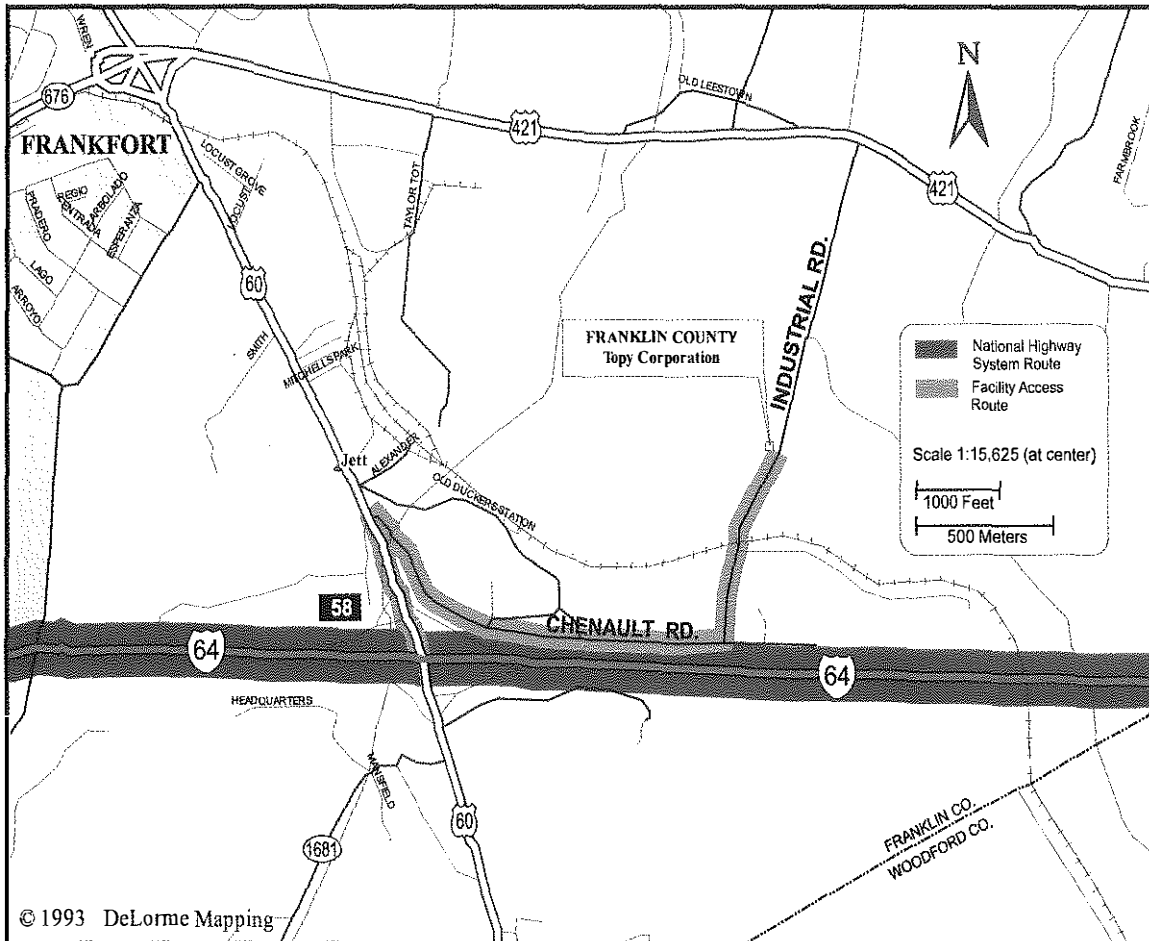 WREN
676
FRANKFORT
LOCUST GROVE
LOCUST
REGIO
ENTRADA
ARBOLADO
PRADERO
ESPERANZA
LAGO
ARROYO
60
SMITH
MITCHELL'S PARK
TAYLOR TOT
421
OLD LEESTOWN
N
421
FARMBROOK
INDUSTRIAL RD.
FRANKLIN COUNTY
Topy Corporation
National Highway
System Route
Facility Access
Route
Scale 1:15,625 (at center)
1000 Feet
500 Meters
Jett
ALEXANDER
OLD DUCKERS STATION
58
CHENAULT RD.
64
64
HEADQUARTERS
MANSFIELD
60
1681
FRANKLIN CO.
WOODFORD CO.
© 1993 DeLorme Mapping